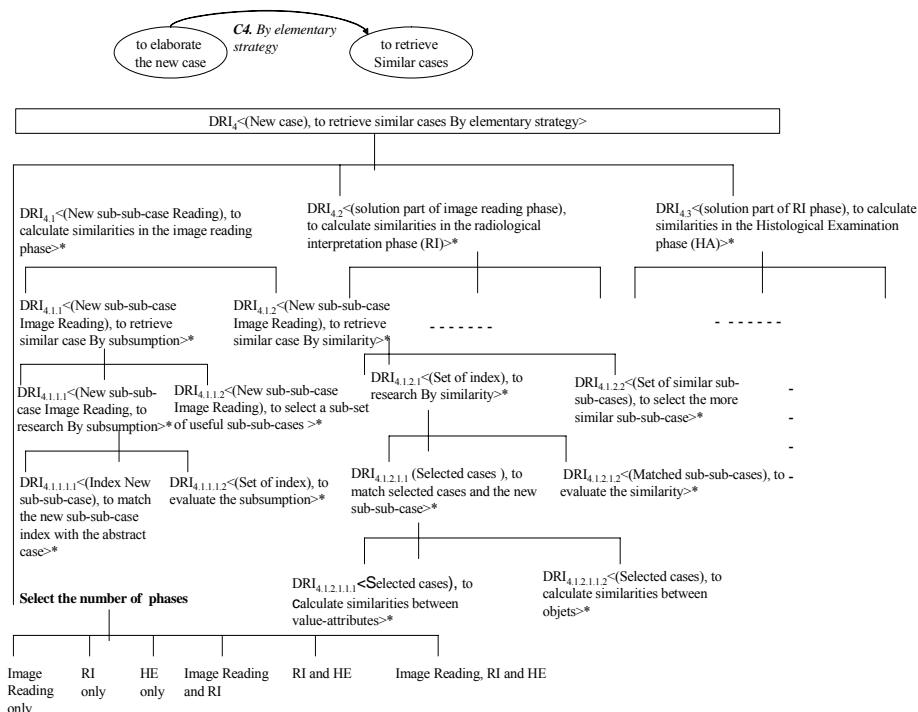 C4. By elementary
strategy
to elaborate
the new case
to retrieve
Similar cases
DRI4<(New case), to retrieve similar cases By elementary strategy>
DRI4.1<(New sub-sub-case Reading), to
calculate similarities in the image reading
phase>*
DRI4.2<(solution part of image reading phase),
to calculate similarities in the radiological
interpretation phase (RI)>*
DRI4.3<(solution part of RI phase), to calculate
similarities in the Histological Examination
phase (HA)>*
DRI4.1.1<(New sub-sub-case
Image Reading), to retrieve
similar case By subsumption>*
DRI4.1.2<(New sub-sub-case
Image Reading), to retrieve
similar cases By similarity>*
- - - - - - -
- - - - - - -
DRI4.1.1.1<(New sub-sub-
case Image Reading, to
research By subsumption>*
DRI4.1.1.2<(New sub-sub-case
Image Reading), to select a sub-set
of useful sub-sub-cases >*
DRI4.1.2.1<(Set of index), to
research By similarity>*
DRI4.1.2.2<(Set of similar sub-
sub-cases), to select the more
similar sub-sub-case>*
-
-
-
-
DRI4.1.1.1.1<(Index New
sub-sub-case), to match
the new sub-sub-case
index with the abstract
case>*
DRI4.1.1.1.2<(Set of index), to
evaluate the subsumption>*
DRI4.1.2.1.1 (Selected cases ), to
match selected cases and the new
sub-sub-case>*
DRI4.1.2.1.2<(Matched sub-sub-cases), to
evaluate the similarity>*
DRI4.1.2.1.1.1<Selected cases), to
calculate similarities between
value-attributes>*
DRI4.1.2.1.1.2<(Selected cases), to
calculate similarities between
objets>*
Select the number of phases
Image
Reading
only
RI
only
HE
only
Image Reading
and RI
RI and HE
Image Reading, RI and HE